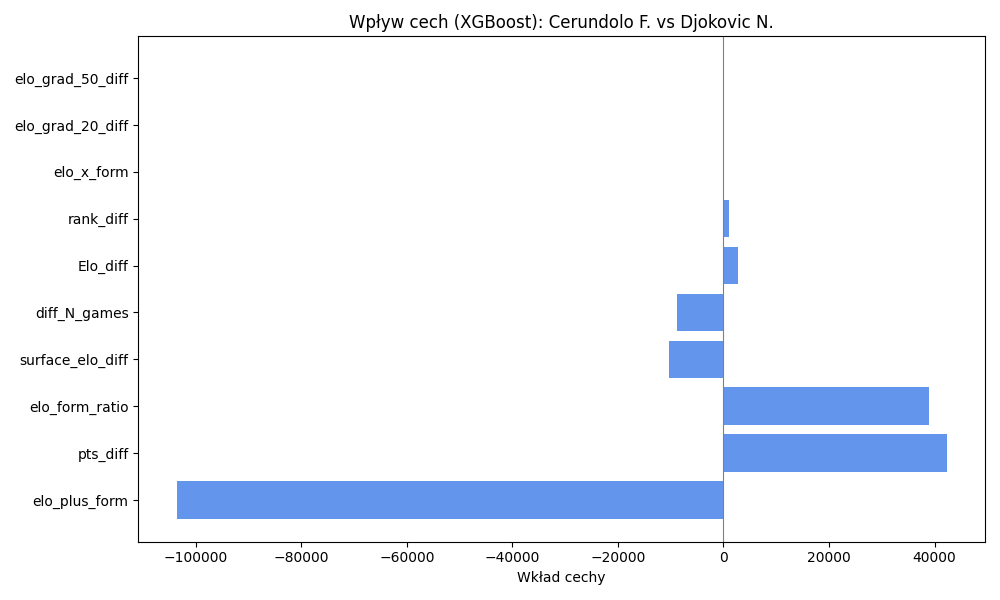 Wpływ cech (XGBoost): Cerundolo F. vs Djokovic N.
elo_grad_50_diff
elo_grad_20_diff
elo_x_form
rank_diff
Elo_diff
diff_N_games
surface_elo_diff
elo_form_ratio
pts_diff
elo_plus_form
−100000 −80000 −60000 −40000 −20000 0 20000 40000
Wkład cechy